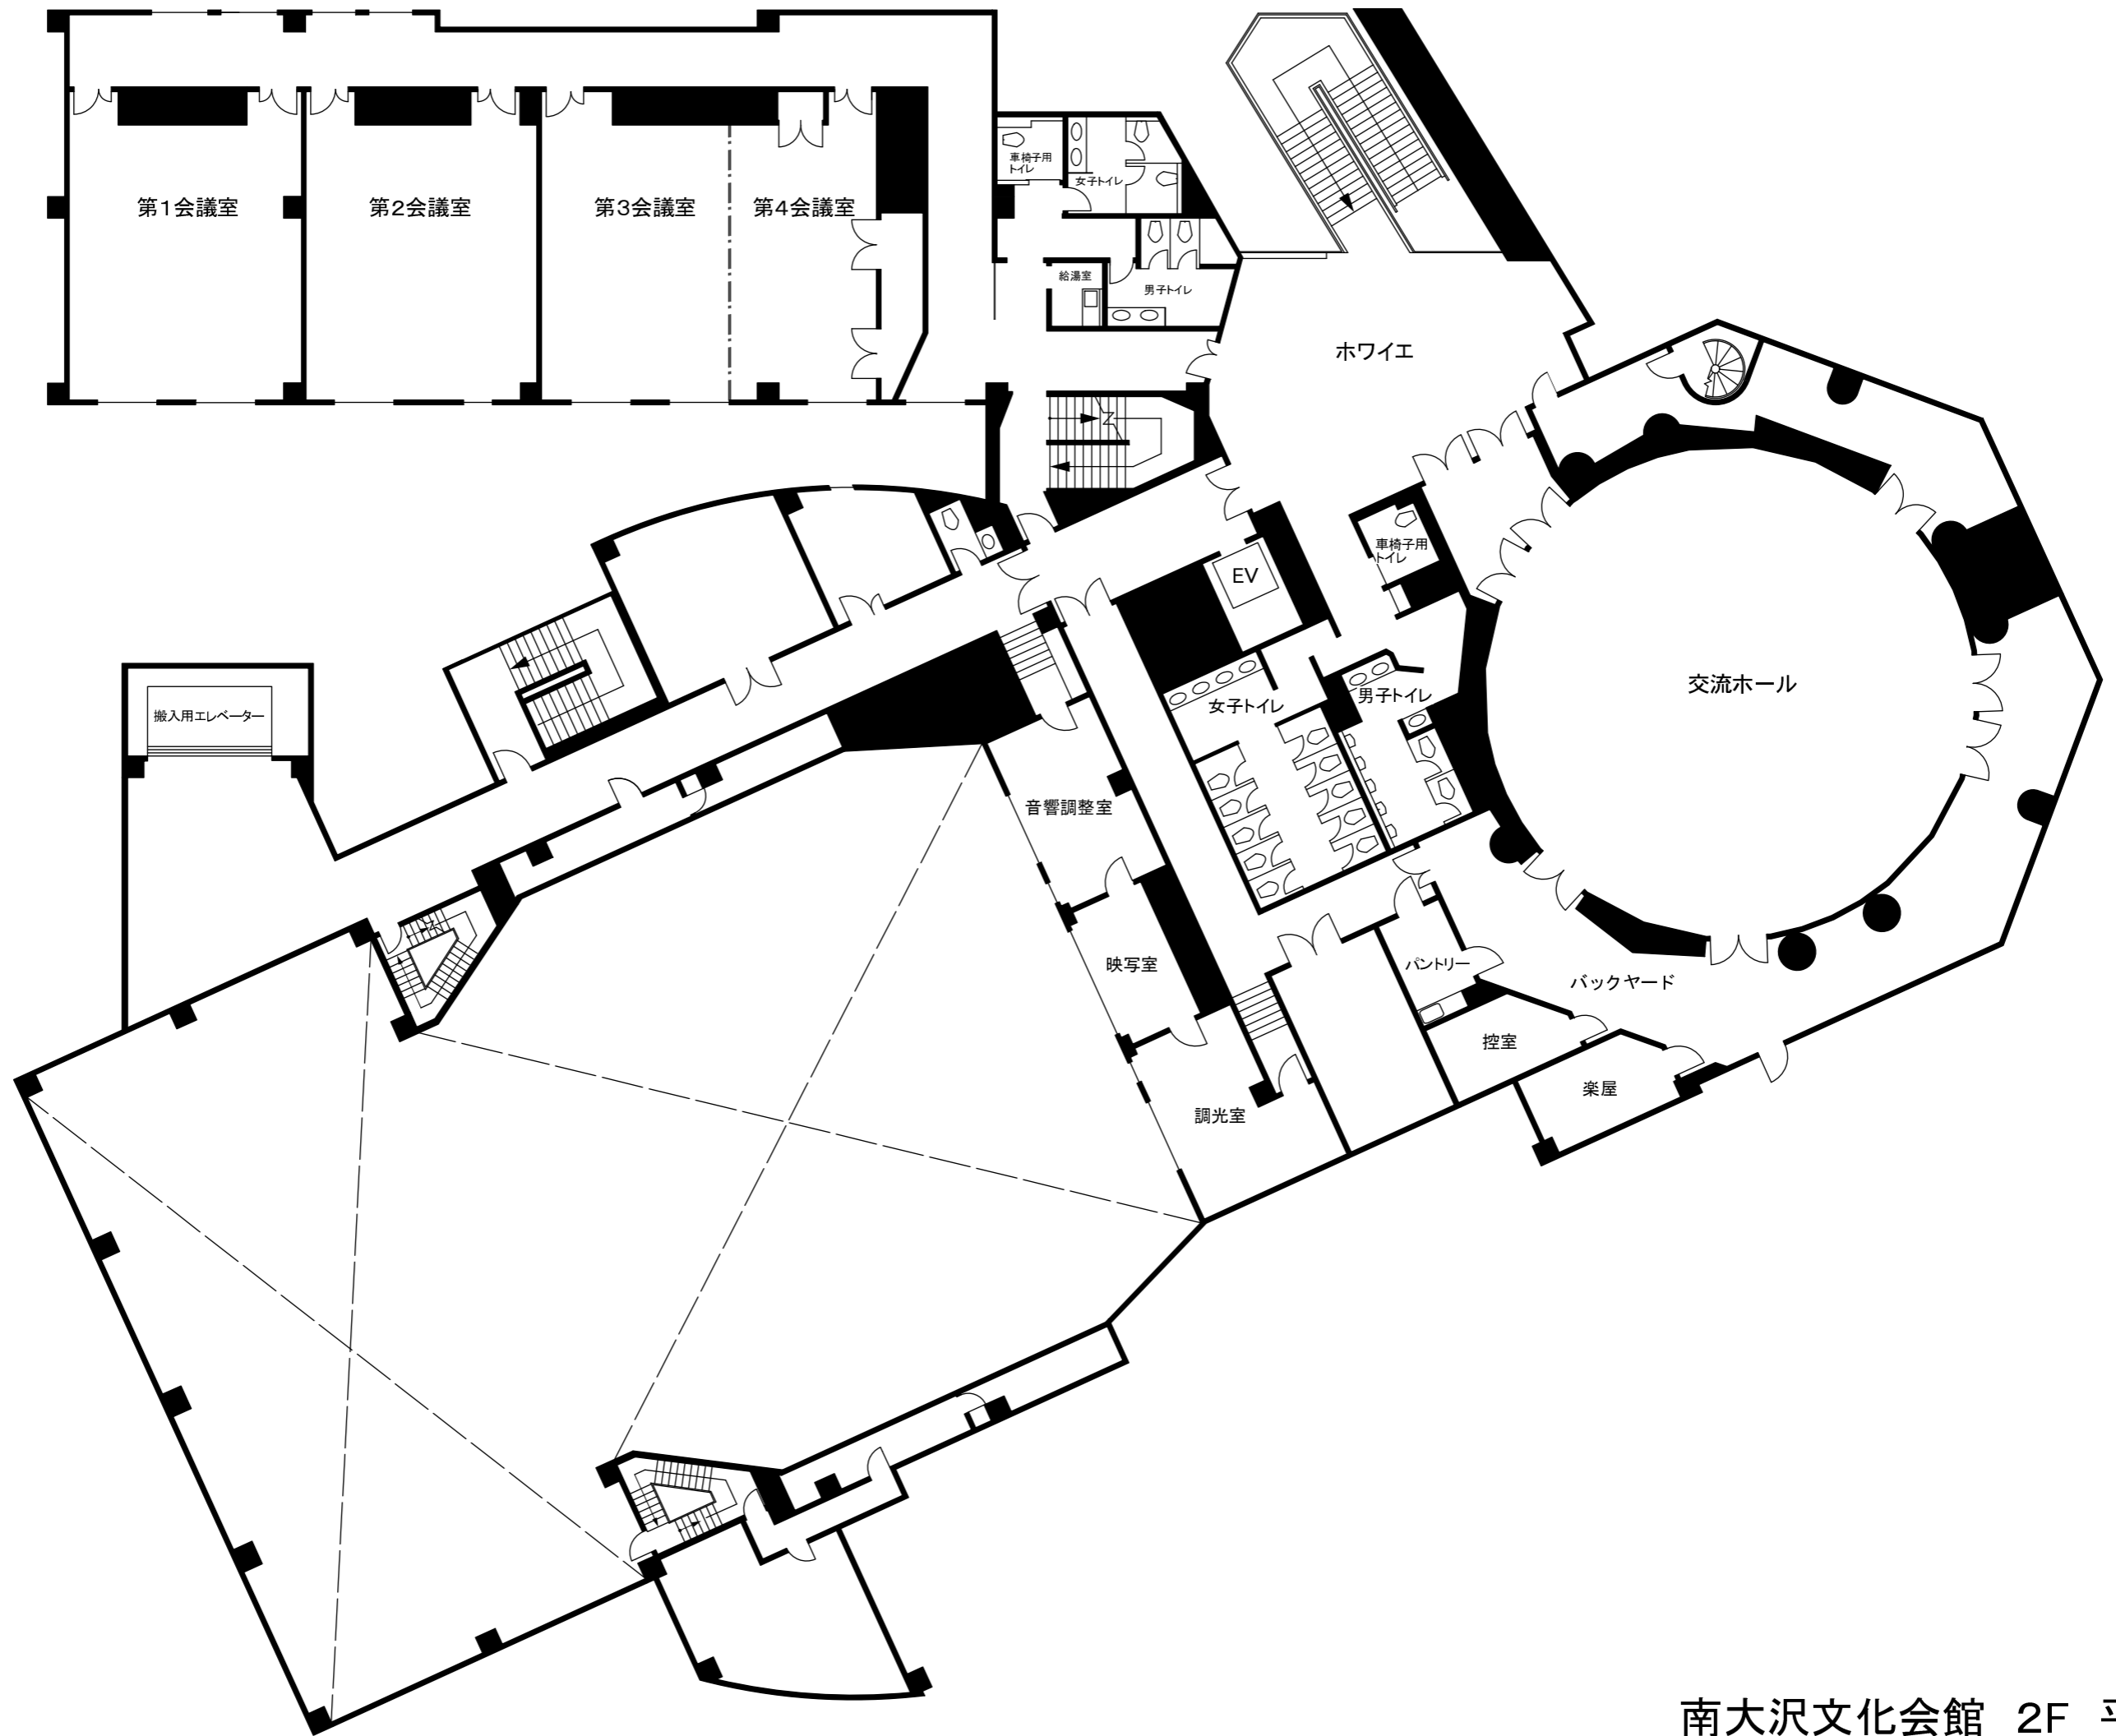 第1会議室
第2会議室
第3会議室
第4会議室
車椅子用
トイレ
女子トイレ
給湯室
男子トイレ
ホワイエ
車椅子用
トイレ
EV
交流ホール
女子トイレ
男子トイレ
搬入用エレベーター
音響調整室
映写室
パントリー
バックヤード
控室
楽屋
調光室
南大沢文化会館 2F